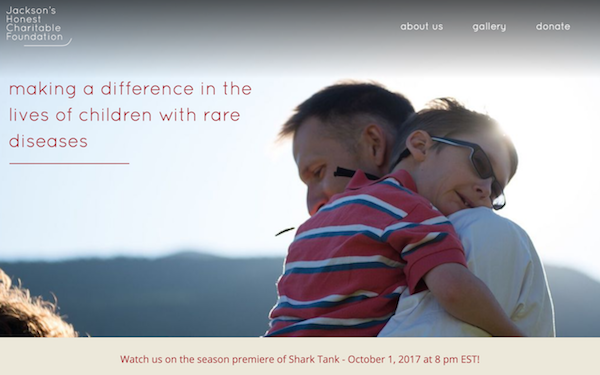 Jackson's
Honest
Charitable
Foundation
about us
gallery
donate
making a difference in the
lives of children with rare
diseases
Watch us on the season premiere of Shark Tank - October 1, 2017 at 8 pm EST!